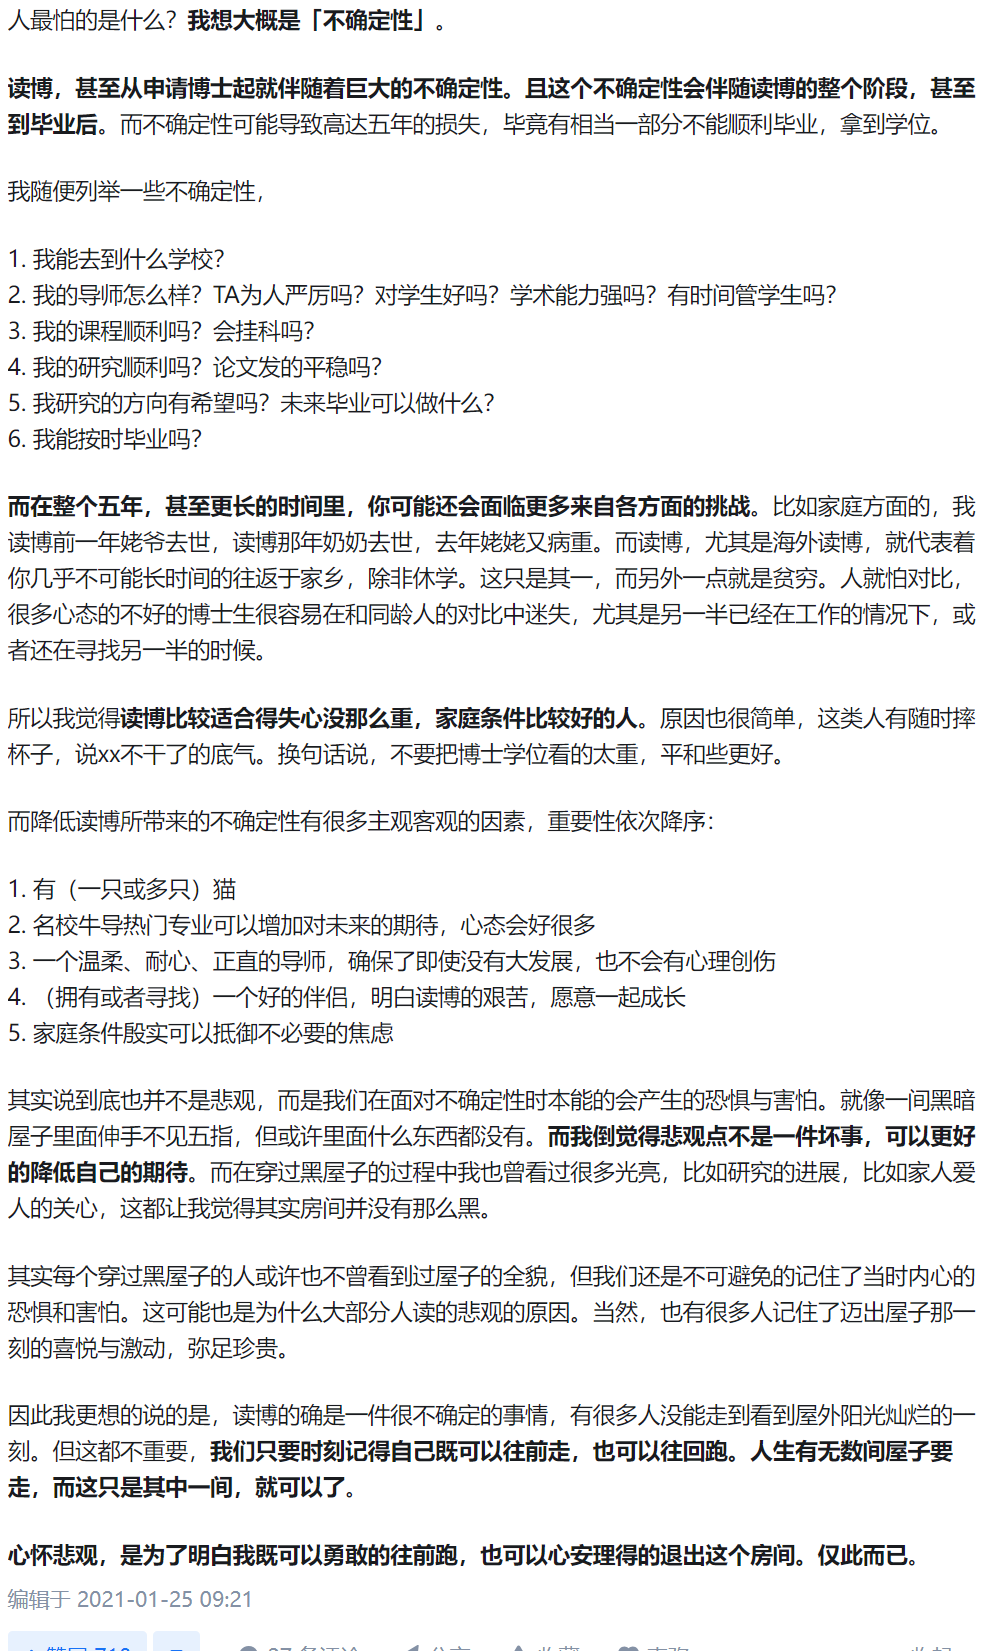 人最怕的是什么？我想大概是「不确定性」。
读博，甚至从申请博士起就伴随着巨大的不确定性。且这个不确定性会伴随读博的整个阶段，甚至
到毕业后。而不确定性可能导致高达五年的损失，毕竟有相当一部分不能顺利毕业，拿到学位。
我随便列举一些不确定性，
1. 我能去到什么学校？
2. 我的导师怎么样？TA为人严厉吗？对学生好吗？学术能力强吗？有时间管学生吗？
3. 我的课程顺利吗？会挂科吗？
4. 我的研究顺利吗？论文发的平稳吗？
5. 我研究的方向有希望吗？未来毕业可以做什么？
6. 我能按时毕业吗？
而在整个五年，甚至更长的时间里，你可能还会面临更多来自各方面的挑战。比如家庭方面的，我
读博前一年姥爷去世，读博那年奶奶去世，去年姥姥又病重。而读博，尤其是海外读博，就代表着
你几乎不可能长时间的往返于家乡，除非休学。这只是其一，而另外一点就是贫穷。人就怕对比，
很多心态的不好的博士生很容易在和同龄人的对比中迷失，尤其是另一半已经在工作的情况下，或
者还在寻找另一半的时候。
所以我觉得读博比较适合得失心没那么重，家庭条件比较好的人。原因也很简单，这类人有随时摔
杯子，说xx不干了的底气。换句话说，不要把博士学位看的太重，平和些更好。
而降低读博所带来的不确定性有很多主观客观的因素，重要性依次降序：
1. 有（一只或多只）猫
2. 名校牛导热门专业可以增加对未来的期待，心态会好很多
3. 一个温柔、耐心、正直的导师，确保了即使没有大发展，也不会有心理创伤
4. （拥有或者寻找）一个好的伴侣，明白读博的艰苦，愿意一起成长
5. 家庭条件殷实可以抵御不必要的焦虑
其实说到底也并不是悲观，而是我们在面对不确定性时本能的会产生的恐惧与害怕。就像一间黑暗
屋子里面伸手不见五指，但或许里面什么东西都没有。而我倒觉得悲观点不是一件坏事，可以更好
的降低自己的期待。而在穿过黑屋子的过程中我也曾看过很多光亮，比如研究的进展，比如家人爱
人的关心，这都让我觉得其实房间并没有那么黑。
其实每个穿过黑屋子的人或许也不曾看到过屋子的全貌，但我们还是不可避免的记住了当时内心的
恐惧和害怕。这可能也是为什么大部分人读的悲观的原因。当然，也有很多人记住了迈出屋子那一
刻的喜悦与激动，弥足珍贵。
因此我更想的说的是，读博的确是一件很不确定的事情，有很多人没能走到看到屋外阳光灿烂的一
刻。但这都不重要，我们只要时刻记得自己既可以往前走，也可以往回跑。人生有无数间屋子要
走，而这只是其中一间，就可以了。
心怀悲观，是为了明白我既可以勇敢的往前跑，也可以心安理得的退出这个房间。仅此而已。
编辑于 2021-01-25 09:21